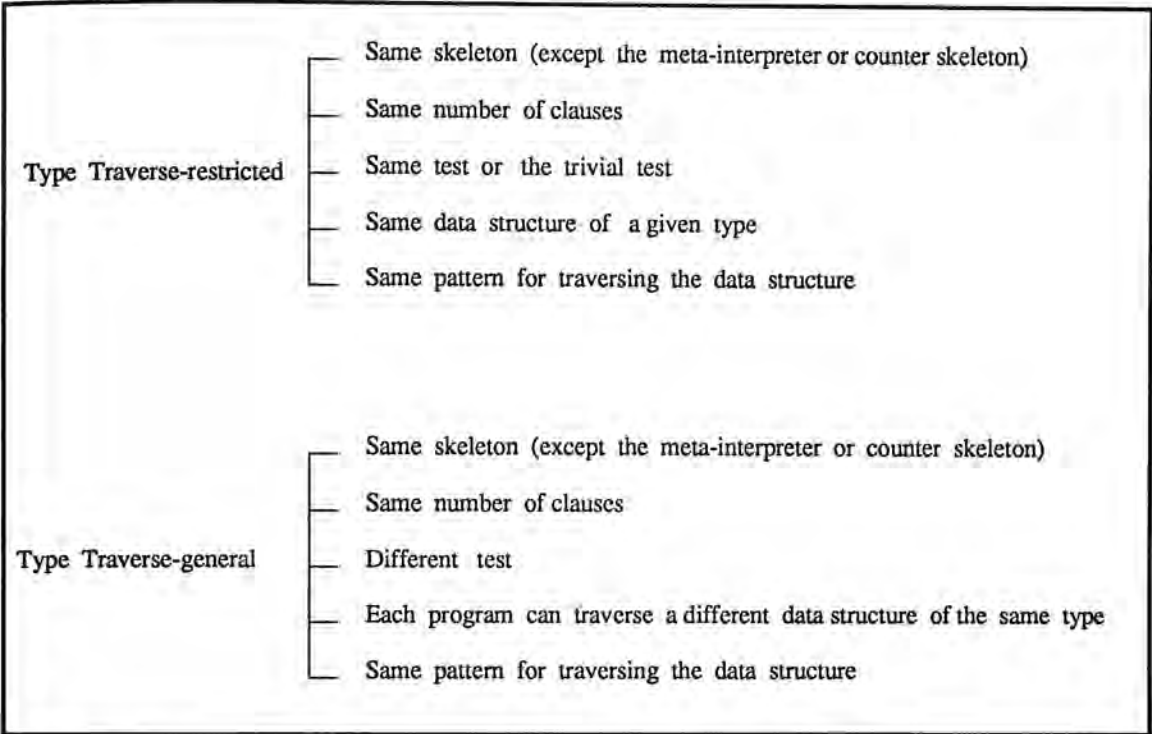 Same skeleton (except the meta-interpreter or counter skeleton)
Same number of clauses
Type Traverse-restricted
Same test or the trivial test
Same data structure of a given type
Same pattern for traversing the data structure
Same skeleton (except the meta-interpreter or counter skeleton)
Same number of clauses
Type Traverse-general
Different test
Each program can traverse a different data structure of the same type
Same pattern for traversing the data structure